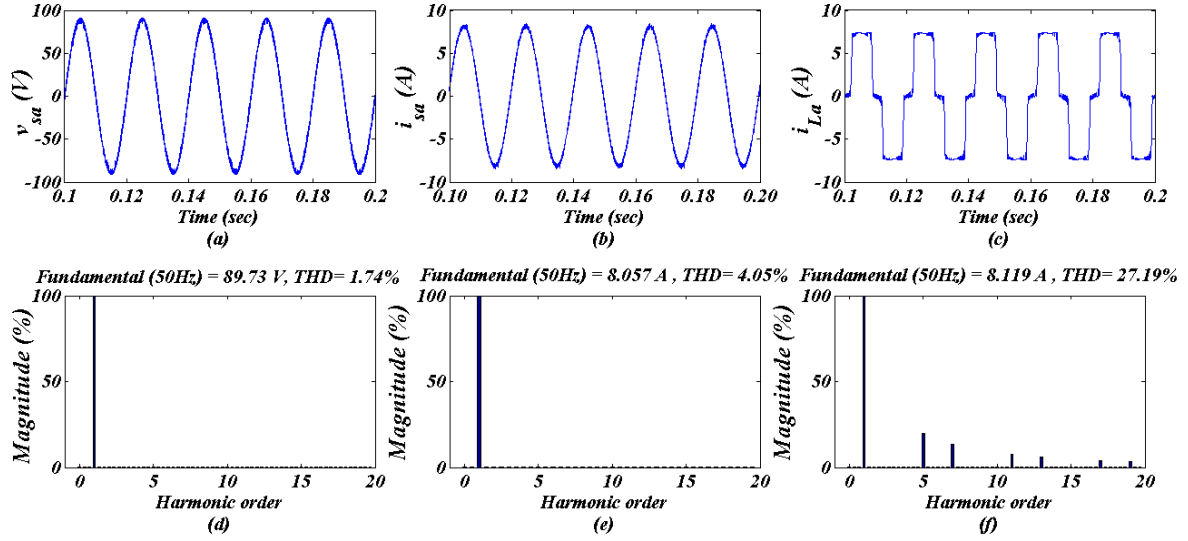 100
50
0
-50
-100
v sa (V)
0.1 0.12 0.14 0.16 0.18 0.2
Time (sec)
(a)
10
5
0
-5
-10
i sa (A)
0.10 0.12 0.14 0.16 0.18 0.20
Time (sec)
(b)
10
5
0
-5
-10
i La (A)
0.1 0.12 0.14 0.16 0.18 0.2
Time (sec)
(c)
Fundamental (50Hz) = 89.73 V, THD= 1.74%
100
50
0
Magnitude (%)
0 5 10 15 20
Harmonic order
(d)
Fundamental (50Hz) = 8.057 A , THD= 4.05%
100
50
0
Magnitude (%)
0 5 10 15 20
Harmonic order
(e)
Fundamental (50Hz) = 8.119 A , THD= 27.19%
100
50
0
Magnitude (%)
0 5 10 15 20
Harmonic order
(f)